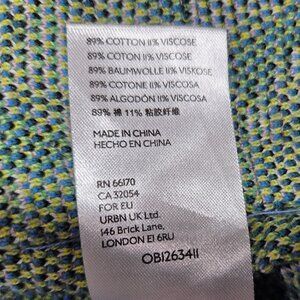 89% COTTON 11% VISCOSE
89% COTON 11% VISCOSE
89% BAUMWOLLE 11% VISKOSE
89% COTONE 11% VISCOSA
89% ALGODÓN 11% VISCOSA
89% 棉 11% 粘胶纤维
MADE IN CHINA
HECHO EN CHINA
RN 66170
CA 32054
FOR EU
URBN UK Ltd.
146 Brick Lane,
LONDON E1 6RU
OB1263411